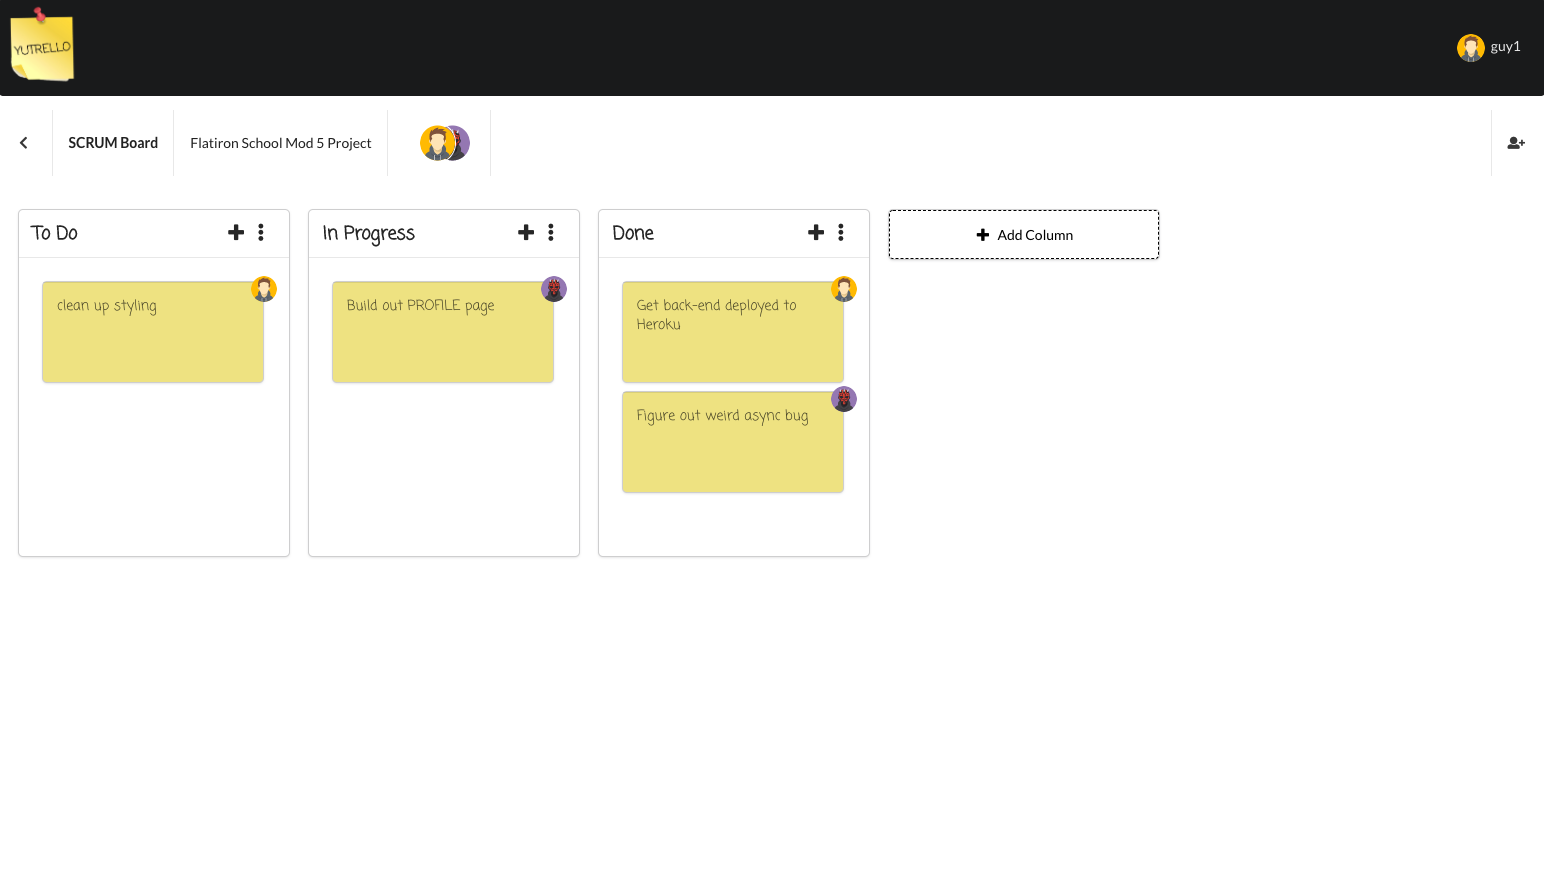 YUTRELLO
guy1
SCRUM Board
Flatiron School Mod 5 Project
To Do
clean up styling
In Progress
Build out PROFILE page
Done
Get back-end deployed to
Heroku
Figure out weird async bug
Add Column